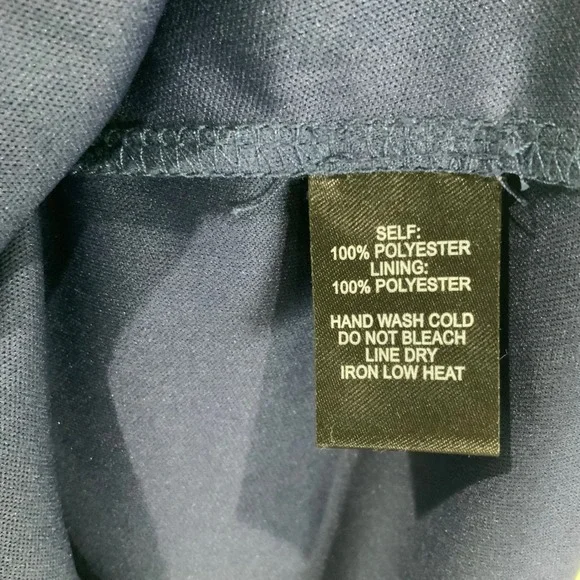 SELF:
100% POLYESTER
LINING:
100% POLYESTER
HAND WASH COLD
DO NOT BLEACH
LINE DRY
IRON LOW HEAT